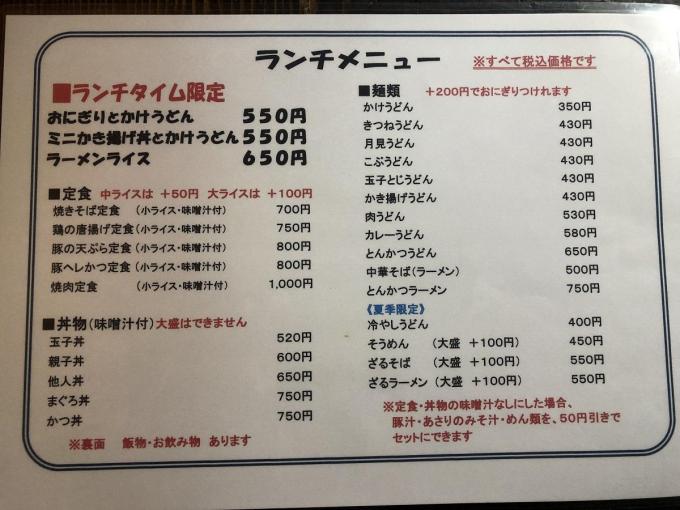 ランチメニュー
※すべて税込価格です
■ランチタイム限定
おにぎりとかけうどん 550円
ミニかき揚げ丼とかけうどん 550円
ラーメンライス 650円
■定食 中ライスは +50円 大ライスは +100円
焼きそば定食 (小ライス・味噌汁付) 700円
鶏の唐揚げ定食(小ライス・味噌汁付) 750円
豚の天ぷら定食(小ライス・味噌汁付) 800円
豚ヘレかつ定食(小ライス・味噌汁付) 800円
焼肉定食 (小ライス・味噌汁付) 1,000円
■丼物(味噌汁付)大盛はできません
玉子丼 520円
親子丼 600円
他人丼 650円
まぐろ丼 750円
かつ丼 750円
※裏面 飯物・お飲み物 あります
■麺類 +200円でおにぎりつけれます
かけうどん 350円
きつねうどん 430円
月見うどん 430円
こぶうどん 430円
玉子とじうどん 430円
かき揚げうどん 430円
肉うどん 530円
カレーうどん 580円
とんかつうどん 650円
中華そば(ラーメン) 500円
とんかつラーメン 750円
《夏季限定》
冷やしうどん 400円
そうめん (大盛 +100円) 450円
ざるそば (大盛 +100円) 550円
ざるラーメン (大盛 +100円) 550円
※定食・丼物の味噌汁なしにした場合、
豚汁・あさりのみそ汁・めん類を、50円引きで
セットにできます